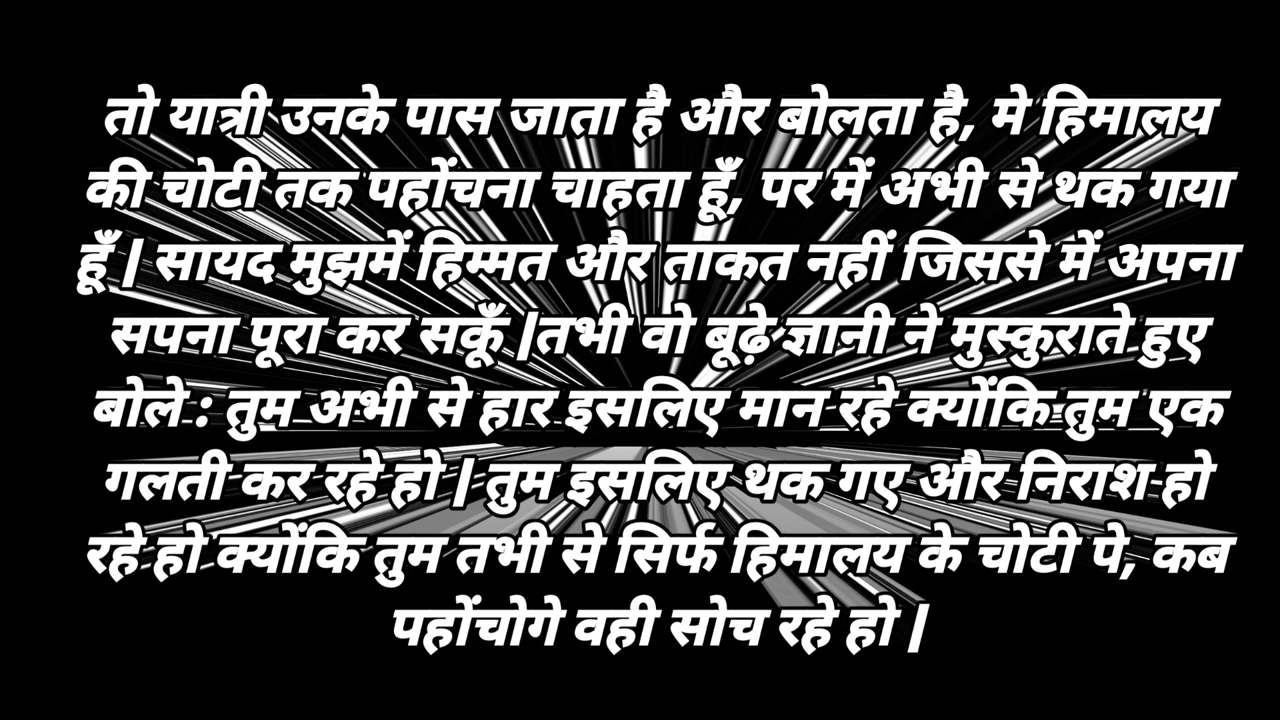 तो यात्री उनके पास जाता है और बोलता है, मे हिमालय
की चोटी तक पहोंचना चाहता हूँ, पर में अभी से थक गया
हूँ | सायद मुझमें हिम्मत और ताकत नहीं जिससे में अपना
सपना पूरा कर सकूँ |तभी वो बूढ़े ज्ञानी ने मुस्कुराते हुए
बोले : तुम अभी से हार इसलिए मान रहे क्योंकि तुम एक
गलती कर रहे हो | तुम इसलिए थक गए और निराश हो
रहे हो क्योंकि तुम तभी से सिर्फ हिमालय के चोटी पे, कब
पहोंचोगे वही सोच रहे हो |